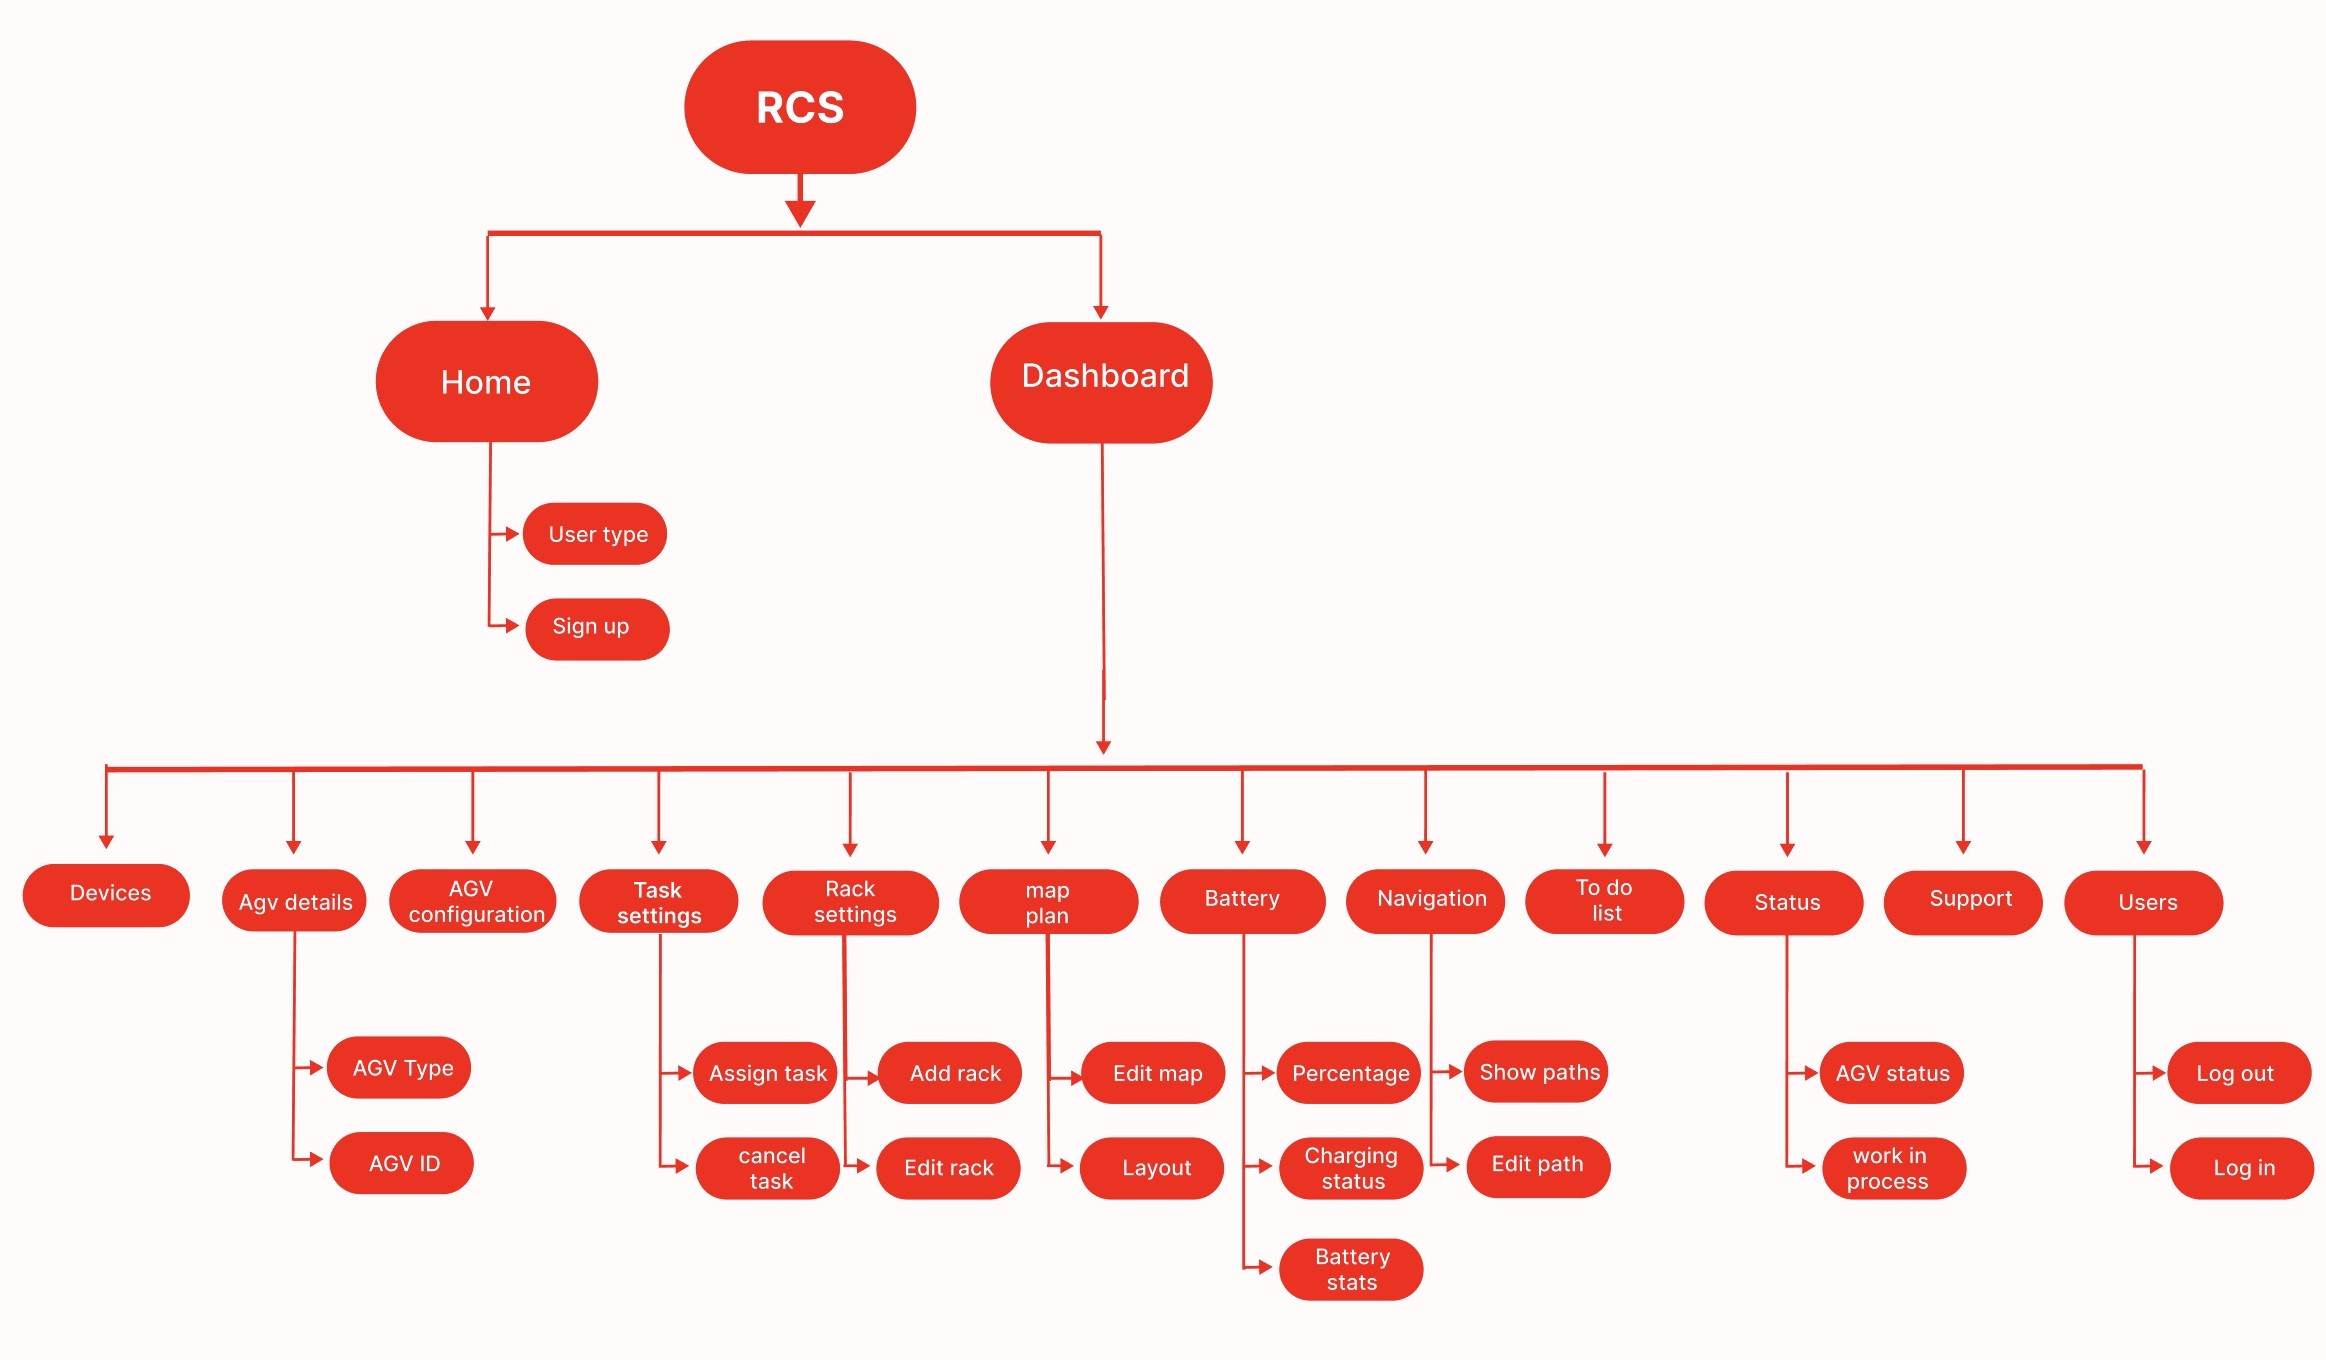 RCS
Home
Dashboard
User type
Sign up
Devices
Agv details
AGV
configuration
Task
settings
Rack
settings
map
plan
Battery
Navigation
To do
list
Status
Support
Users
AGV Type
AGV ID
Assign task
cancel
task
Add rack
Edit rack
Edit map
Layout
Percentage
Charging
status
Battery
stats
Show paths
Edit path
AGV status
work in
process
Log out
Log in